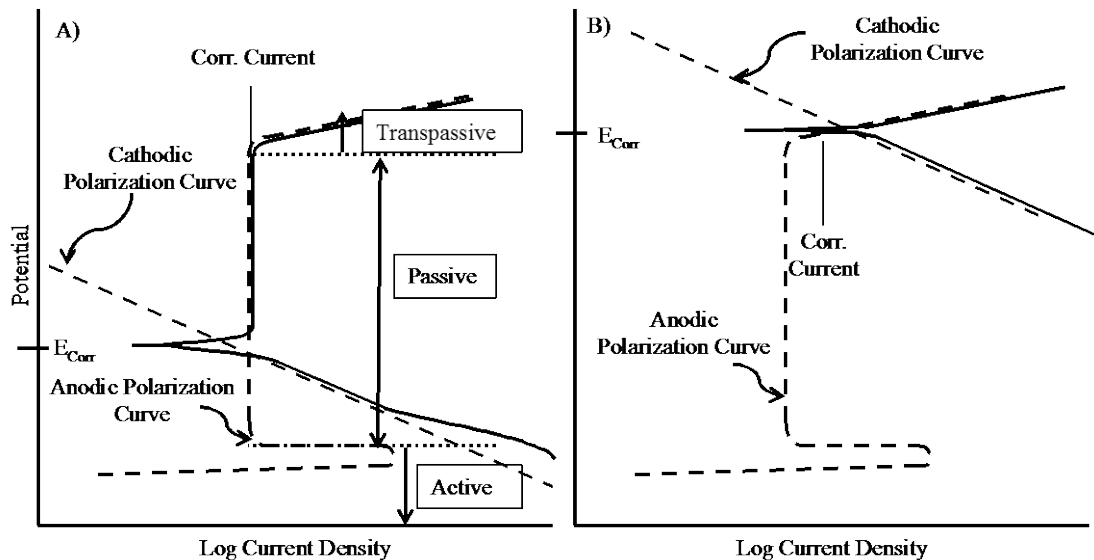 A)
Corr. Current
Transpassive
Cathodic
Polarization Curve
Passive
Potential
E_Corr
Anodic Polarization
Curve
Active
Log Current Density
B)
Cathodic
Polarization Curve
E_Corr
Corr.
Current
Anodic
Polarization Curve
Log Current Density